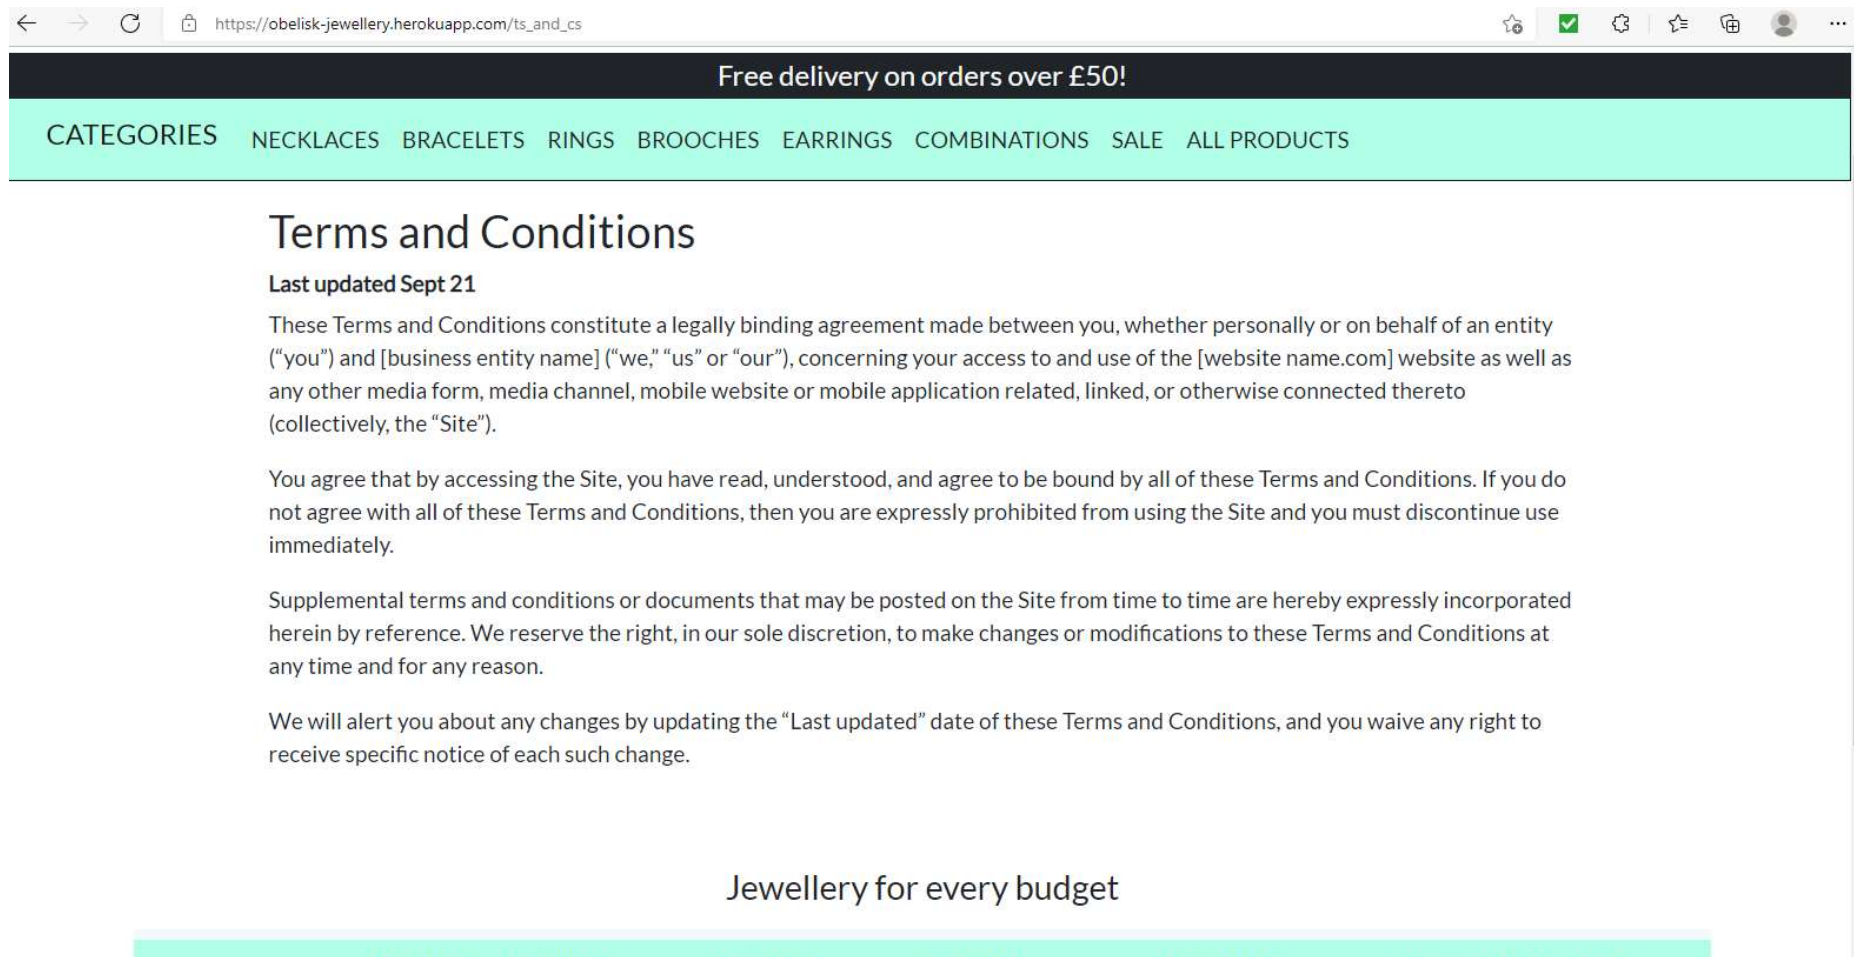 https://obelisk-jewellery.herokuapp.com/ts_and_cs
Free delivery on orders over £50!
CATEGORIES NECKLACES BRACELETS RINGS BROOCHES EARRINGS COMBINATIONS SALE ALL PRODUCTS
Terms and Conditions
Last updated Sept 21
These Terms and Conditions constitute a legally binding agreement made between you, whether personally or on behalf of an entity
(“you”) and [business entity name] (“we,” “us” or “our”), concerning your access to and use of the [website name.com] website as well as
any other media form, media channel, mobile website or mobile application related, linked, or otherwise connected thereto
(collectively, the “Site”).
You agree that by accessing the Site, you have read, understood, and agree to be bound by all of these Terms and Conditions. If you do
not agree with all of these Terms and Conditions, then you are expressly prohibited from using the Site and you must discontinue use
immediately.
Supplemental terms and conditions or documents that may be posted on the Site from time to time are hereby expressly incorporated
herein by reference. We reserve the right, in our sole discretion, to make changes or modifications to these Terms and Conditions at
any time and for any reason.
We will alert you about any changes by updating the “Last updated” date of these Terms and Conditions, and you waive any right to
receive specific notice of each such change.
Jewellery for every budget